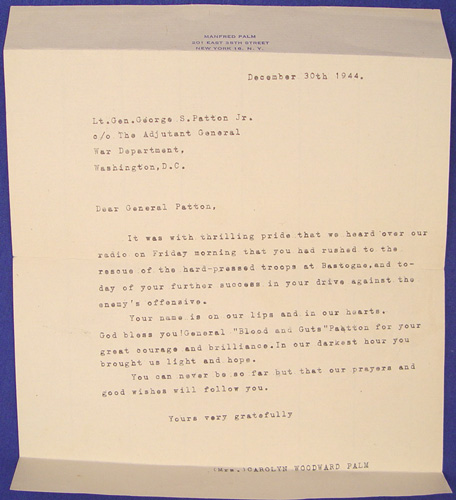 MANFRED PALM
201 EAST 59TH STREET
NEW YORK 16, N. Y.
December 30th 1944.
Lt.Gen.George S.Patton Jr.
c/o The Adjutant General
War Department,
Washington,D.C.
Dear General Patton,
It was with thrilling pride that we heard over our
radio on Friday morning that you had rushed to the
rescue of the hard-pressed troops at Bastogne,and to-
day of your further success in your drive against the
enemy's offensive.
Your name is on our lips and in our hearts.
God bless you!General "Blood and Guts"Paatton for your
great courage and brilliance.In our darkest hour you
brought us light and hope.
You can never be so far but that our prayers and
good wishes will follow you.
Yours very gratefully
(Mrs.)CAROLYN WOODWARD PALM